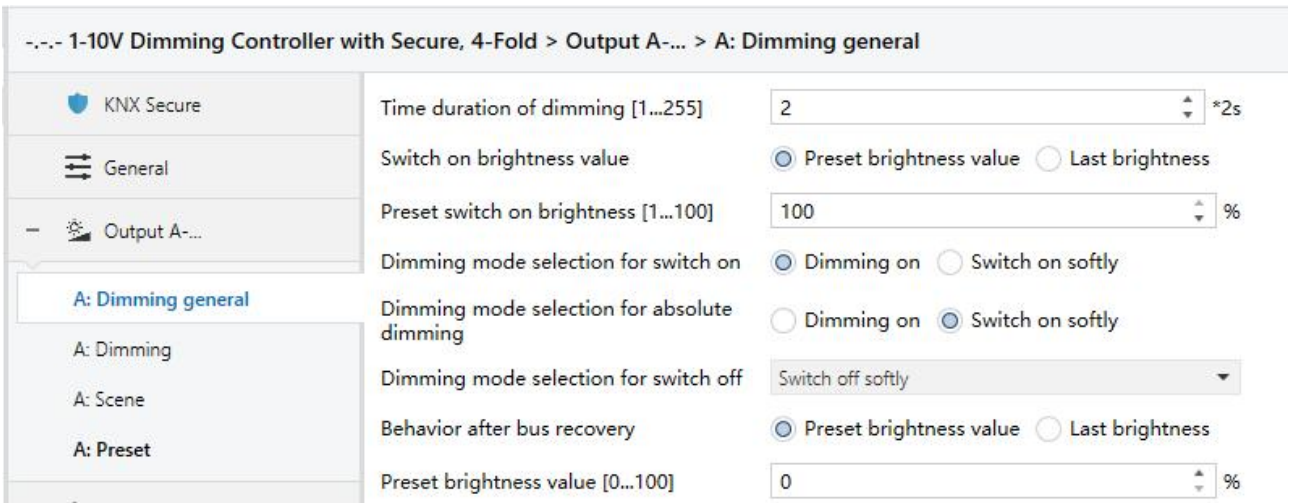 -.-.- 1-10V Dimming Controller with Secure, 4-Fold > Output A-... > A: Dimming general
KNX Secure
General
Output A-...
A: Dimming general
A: Dimming
A: Scene
A: Preset
Time duration of dimming [1...255] 2 *2s
Switch on brightness value Preset brightness value Last brightness
Preset switch on brightness [1...100] 100 %
Dimming mode selection for switch on Dimming on Switch on softly
Dimming mode selection for absolute
dimming Dimming on Switch on softly
Dimming mode selection for switch off Switch off softly
Behavior after bus recovery Preset brightness value Last brightness
Preset brightness value [0...100] 0 %